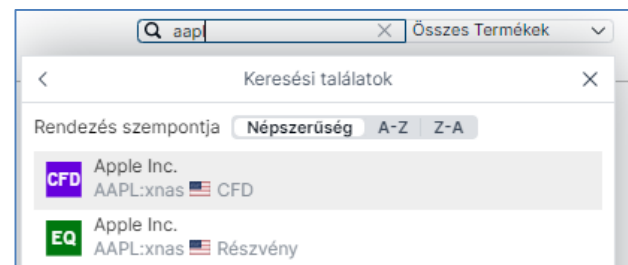 aapl Összes Termékek
Keresési találatok
Rendezés szempontja Népszerűség A-Z Z-A
CFD Apple Inc.
AAPL:xnas CFD
EQ Apple Inc.
AAPL:xnas Részvény